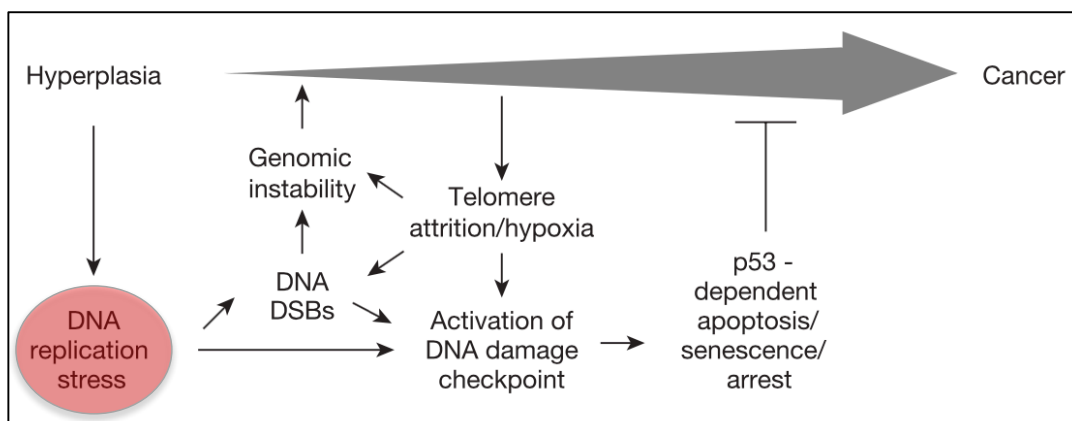 Hyperplasia
Cancer
Genomic
instability
Telomere
attrition/hypoxia
DNA
DSBs
p53 -
dependent
apoptosis/
senescence/
arrest
DNA
replication
stress
Activation of
DNA damage
checkpoint